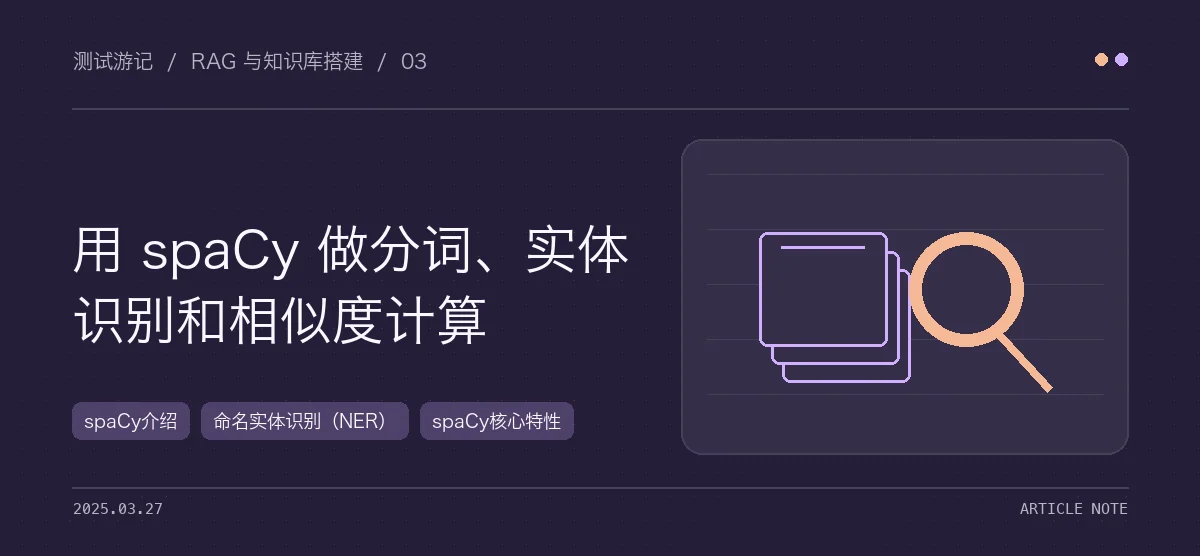 测试游记 / RAG 与知识库搭建 / 03
用 spaCy 做分词、实体
识别和相似度计算
spaCy介绍 命名实体识别（NER） spaCy核心特性
2025.03.27 ARTICLE NOTE